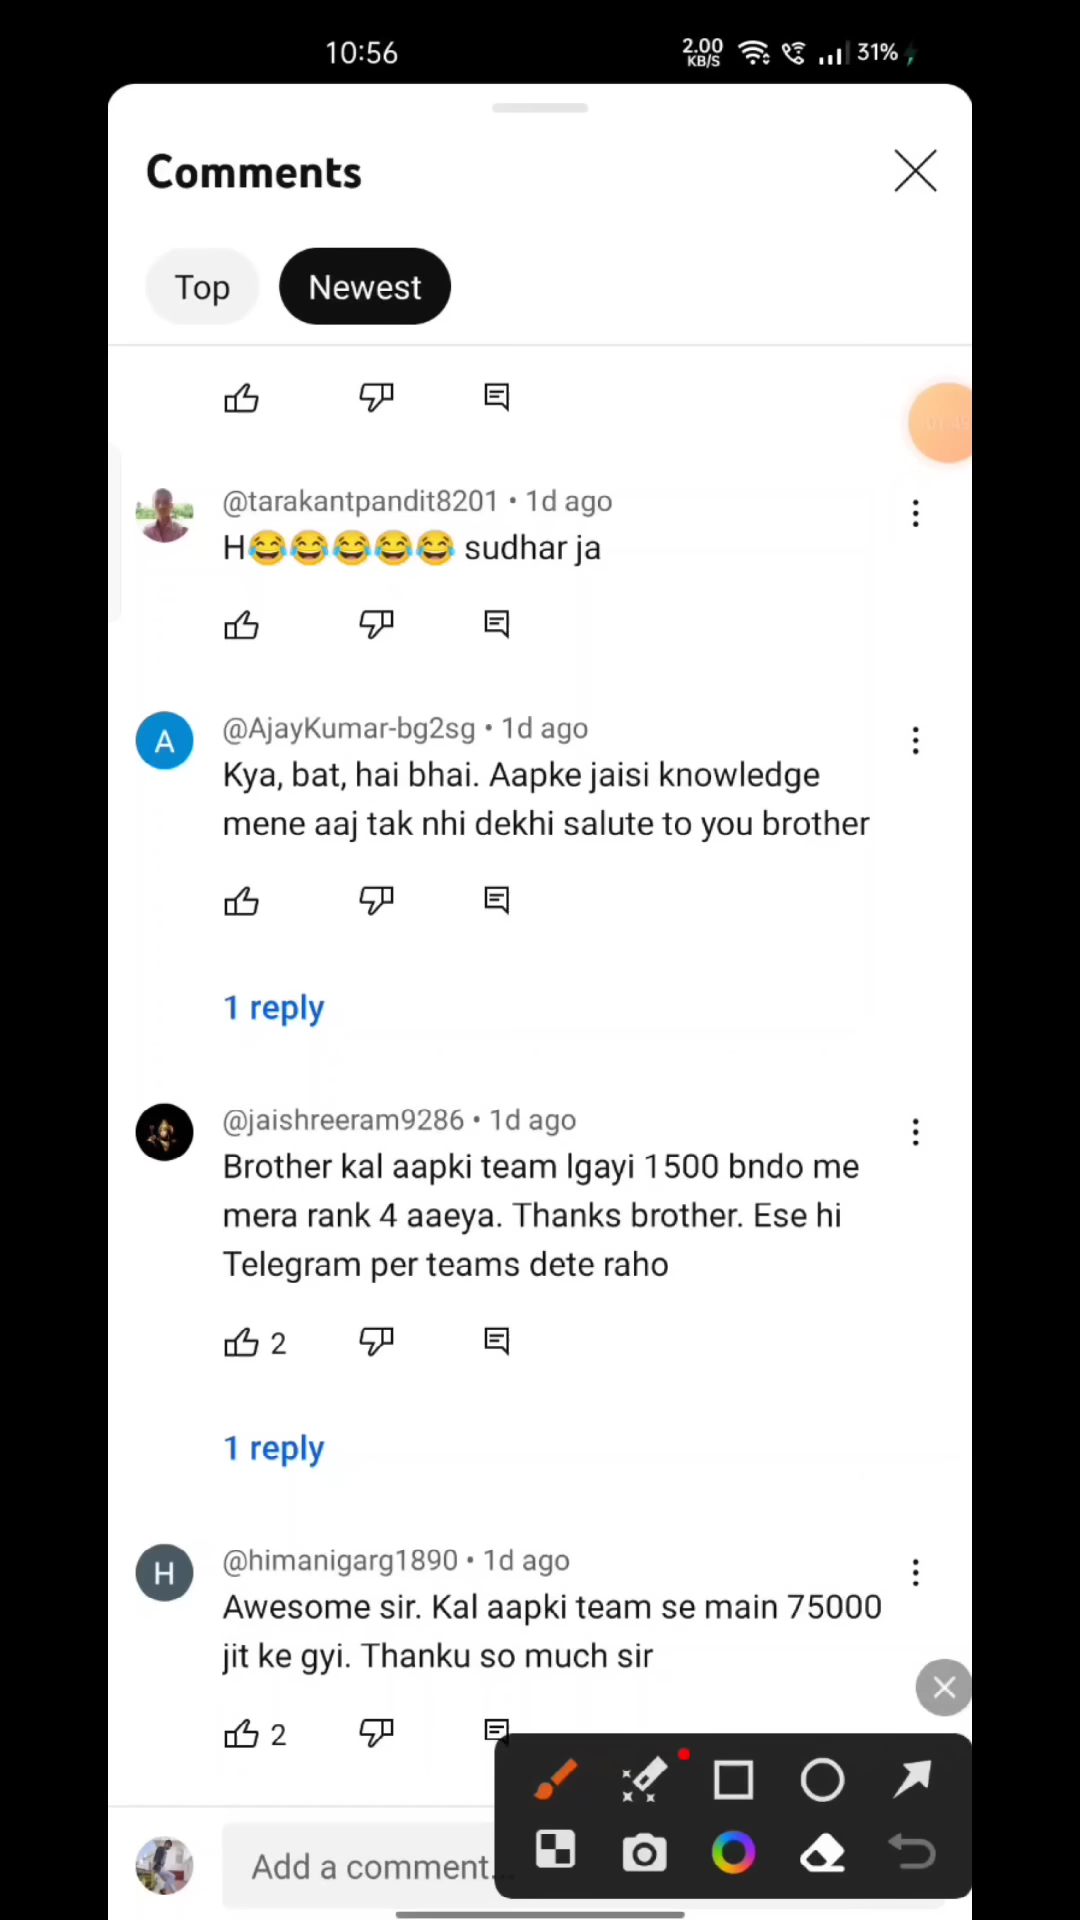 10:56
2.00
KB/S
31%
Comments
Top
Newest
@tarakantpandit8201 • 1d ago
H😂😂😂😂😂 sudhar ja
@AjayKumar-bg2sg • 1d ago
A
Kya, bat, hai bhai. Aapke jaisi knowledge
mene aaj tak nhi dekhi salute to you brother
1 reply
@jaishreeram9286 • 1d ago
Brother kal aapki team lgayi 1500 bndo me
mera rank 4 aaeya. Thanks brother. Ese hi
Telegram per teams dete raho
2
1 reply
@himanigarg1890 • 1d ago
H
Awesome sir. Kal aapki team se main 75000
jit ke gyi. Thanku so much sir
2
Add a comment...